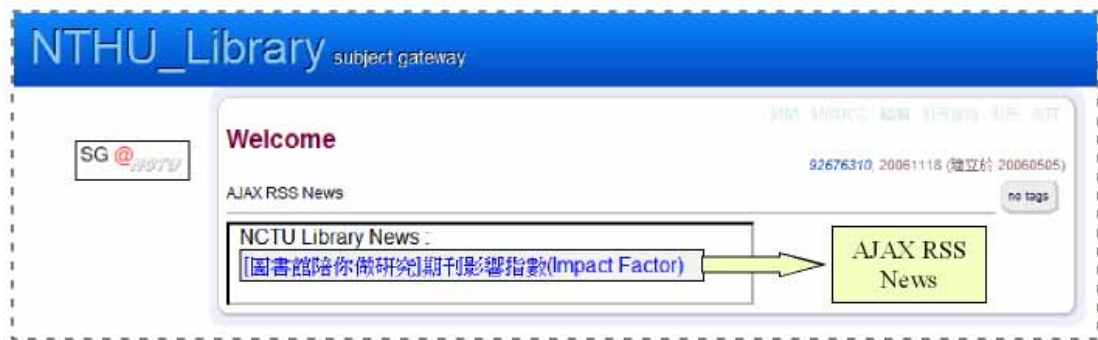 NTHU_Library subject gateway
SG @NCTU
Welcome
92676310, 20061118 (建立於 20060505)
AJAX RSS News
no tags
NCTU Library News :
[圖書館陪你做研究]期刊影響指數(Impact Factor)
AJAX RSS
News